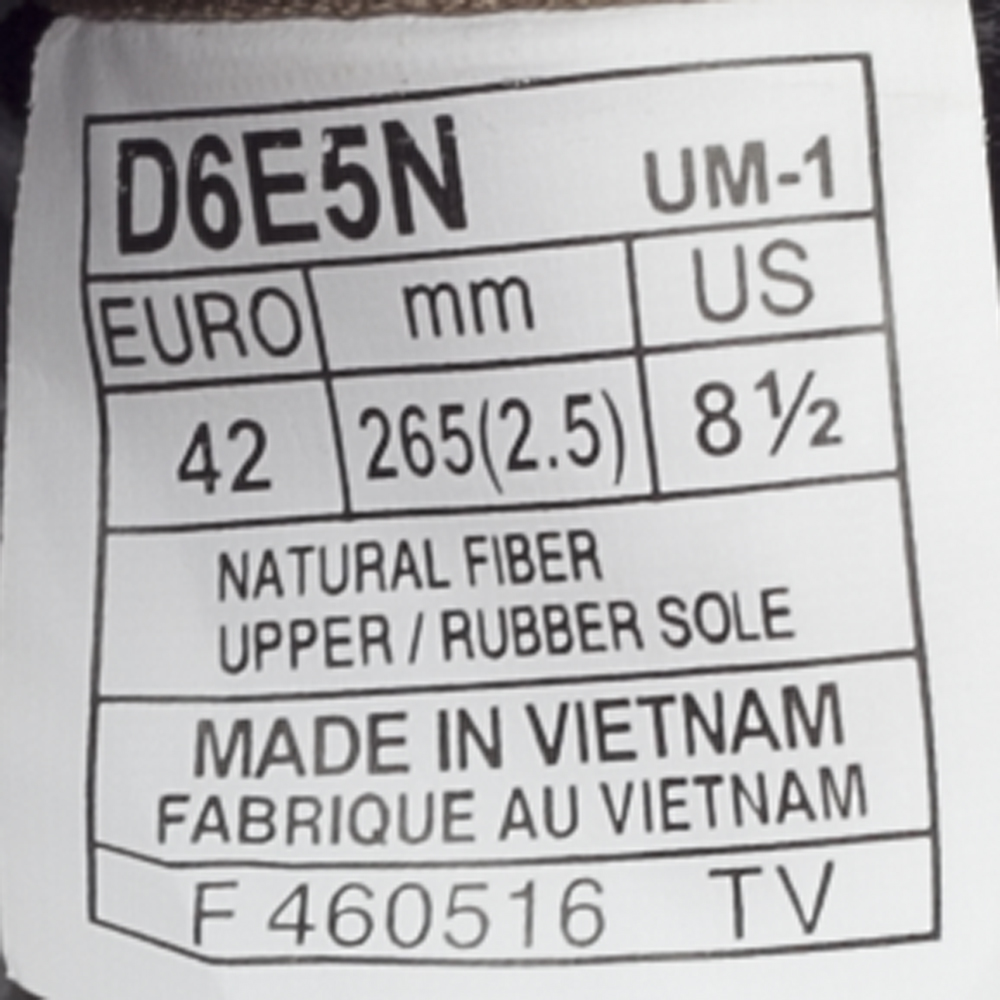 D6E5N UM-1
EURO mm US
42 265(2.5) 8 ½
NATURAL FIBER
UPPER / RUBBER SOLE
MADE IN VIETNAM
FABRIQUE AU VIETNAM
F 460516 TV